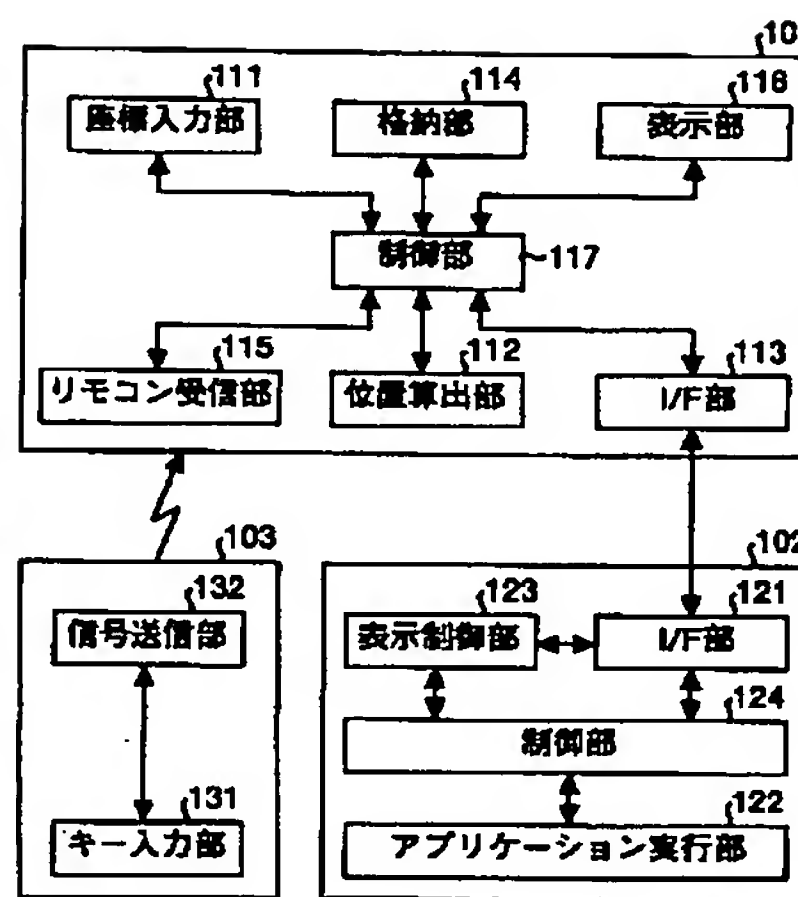 10
111
114
116
座標入力部
格納部
表示部
制御部
117
115
112
113
リモコン受信部
位置算出部
I/F部
103
102
132
123
121
信号送信部
表示制御部
I/F部
124
制御部
131
122
キー入力部
アプリケーション実行部